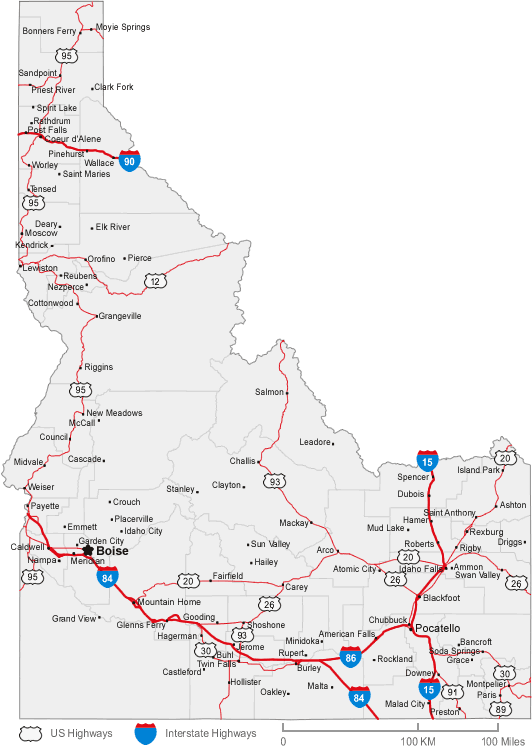 Moyie Springs
Bonners Ferry
95
Sandpoint
Priest River
Clark Fork
Spirit Lake
Rathdrum
Post Falls
Coeur d'Alene
Pinehurst
Wallace
90
Worley
Saint Maries
Tensed
95
Deary
Elk River
Moscow
Kendrick
Orofino
Pierce
Lewiston
Reubens
12
Nezperce
Cottonwood
Grangeville
Riggins
95
Salmon
New Meadows
McCall
Council
Leadore
Midvale
Cascade
Challis
15
20
Island Park
Spencer
93
Weiser
Stanley
Clayton
Dubois
Payette
Crouch
Ashton
Saint Anthony
Placerville
Hamer
Emmett
Mackay
Mud Lake
Idaho City
Rexburg
Garden City
Sun Valley
Roberts
Driggs
Caldwell
Boise
Arco
Rigby
20
Nampa
Meridian
Hailey
Atomic City
Idaho Falls
Ammon
Swan Valley
95
84
20
Fairfield
26
26
Carey
Mountain Home
26
Blackfoot
Grand View
Glenns Ferry
Gooding
Shoshone
Chubbuck
Pocatello
Hagerman
93
American Falls
Minidoka
Bancroft
Jerome
30
Soda Springs
Buhl
Rupert
86
Rockland
Grace
Twin Falls
Burley
Castleford
Downey
30
Hollister
Malta
15
Montpelier
Oakley
84
91
Paris
Malad City
Preston
89
US Highways
Interstate Highways
0
100 KM
100 Miles